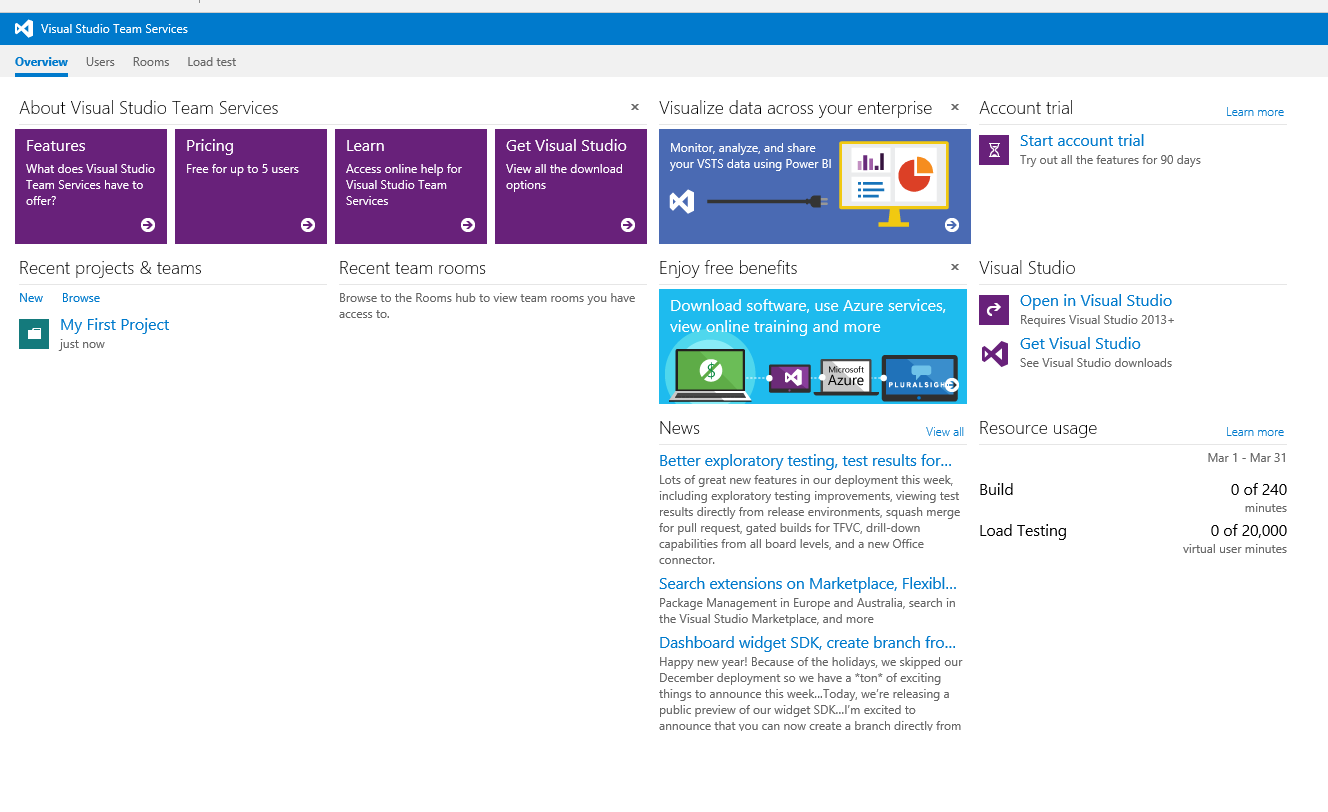 Visual Studio Team Services
Overview Users Rooms Load test
About Visual Studio Team Services
Features
What does Visual Studio
Team Services have to
offer?
Pricing
Free for up to 5 users
Learn
Access online help for
Visual Studio Team
Services
Get Visual Studio
View all the download
options
Visualize data across your enterprise
Monitor, analyze, and share
your VSTS data using Power BI
Account trial
Learn more
Start account trial
Try out all the features for 90 days
Recent projects & teams
New Browse
My First Project
just now
Recent team rooms
Browse to the Rooms hub to view team rooms you have
access to.
Enjoy free benefits
Download software, use Azure services,
view online training and more
Microsoft
Azure
PLURALSIGHT
Visual Studio
Open in Visual Studio
Requires Visual Studio 2013+
Get Visual Studio
See Visual Studio downloads
News
View all
Better exploratory testing, test results for...
Lots of great new features in our deployment this week,
including exploratory testing improvements, viewing test
results directly from release environments, squash merge
for pull request, gated builds for TFVC, drill-down
capabilities from all board levels, and a new Office
connector.
Search extensions on Marketplace, Flexibl...
Package Management in Europe and Australia, search in
the Visual Studio Marketplace, and more
Dashboard widget SDK, create branch fro...
Happy new year! Because of the holidays, we skipped our
December deployment so we have a *ton* of exciting
things to announce this week...Today, we're releasing a
public preview of our widget SDK...I'm excited to
announce that you can now create a branch directly from
Resource usage
Learn more
Mar 1 - Mar 31
Build 0 of 240
minutes
Load Testing 0 of 20,000
virtual user minutes